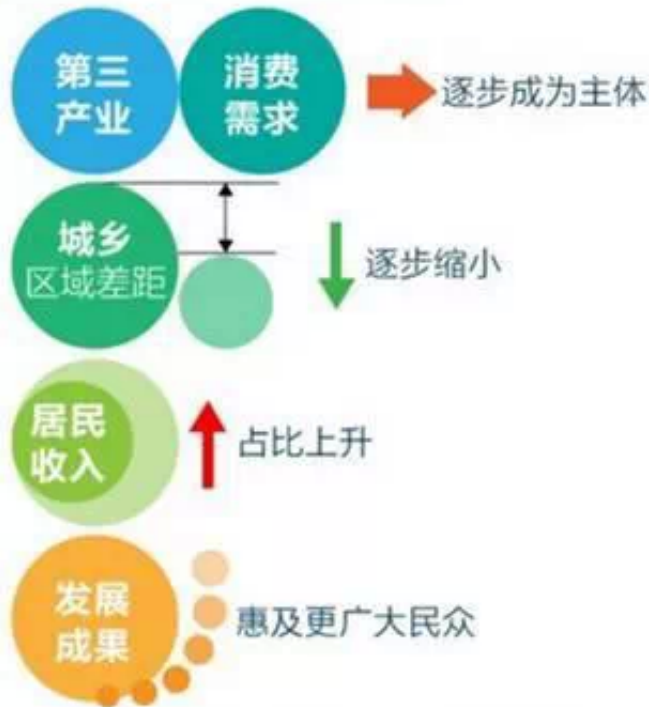 第三
产业
消费
需求
逐步成为主体
城乡
区域差距
逐步缩小
居民
收入
占比上升
发展
成果
惠及更广大民众